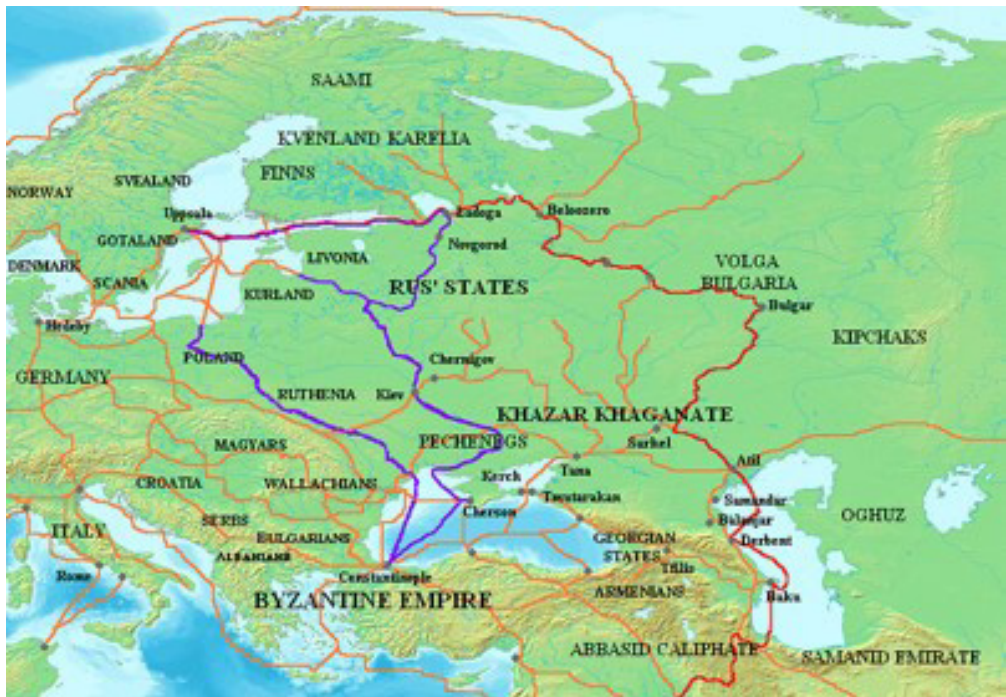 SAAMI
KVENLAND KARELIA
FINNS
SVEALAND
NORWAY
Uppsala
Ladoga
Beloozero
GOTALAND
Novgorod
LIVONIA
DENMARK
VOLGA
BULGARIA
SCANIA
KURLAND
RUS' STATES
Bulgar
Hedeby
KIPCHAKS
POLAND
Chernigov
GERMANY
RUTHENIA
Kiev
KHAZAR KHAGANATE
MAGYARS
PECHENEGS
Sarkel
Atil
CROATIA
WALLACHIANS
Kerch
Tana
Samandar
Tmutarakan
Cherson
OGHUZ
SERBS
Balanjar
ITALY
BULGARIANS
GEORGIAN
STATES
Derbent
ALBANIANS
Tiflis
Rome
Constantinople
ARMENIANS
Baku
BYZANTINE EMPIRE
ABBASID CALIPHATE
SAMANID EMIRATE